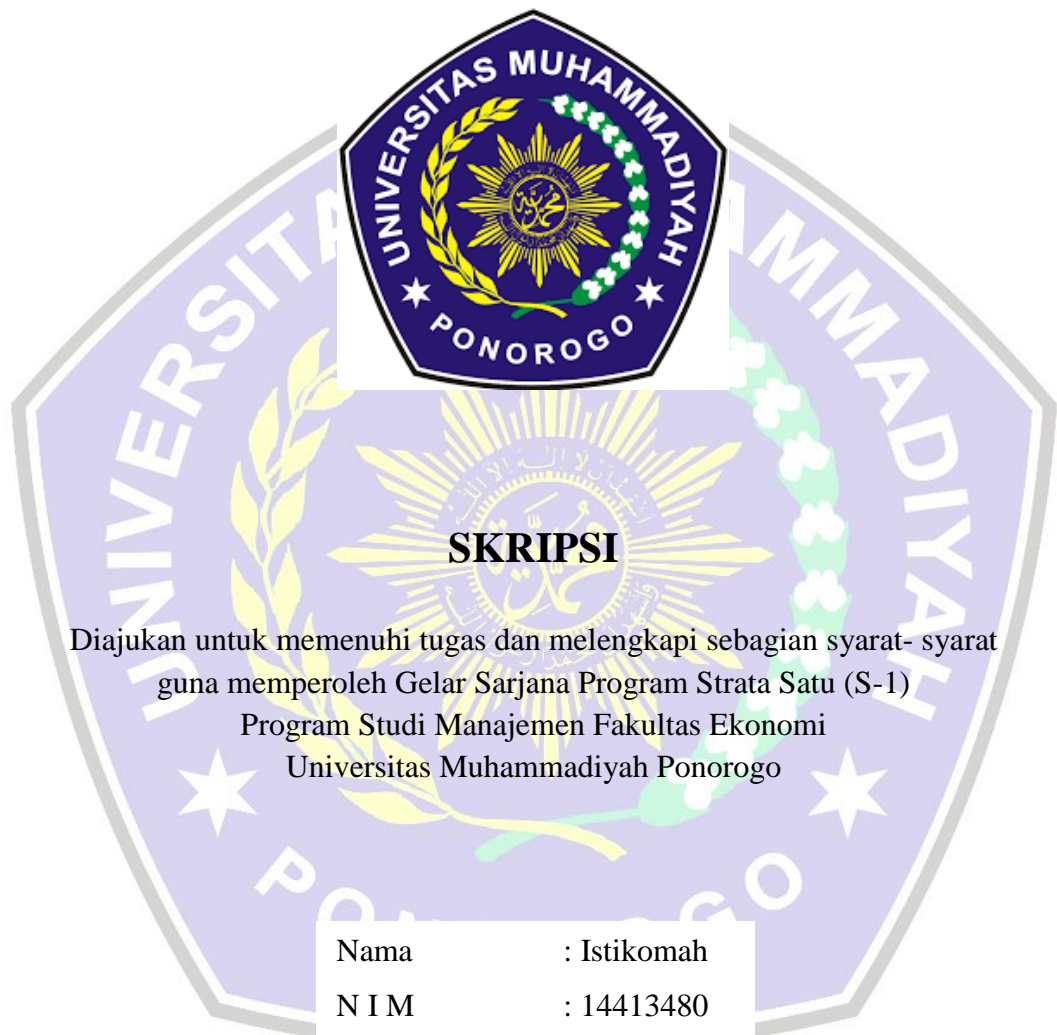 UNIVERSITAS MUHAMMADIYAH
PONOROGO
SKRIPSI
Diajukan untuk memenuhi tugas dan melengkapi sebagian syarat- syarat
guna memperoleh Gelar Sarjana Program Strata Satu (S-1)
Program Studi Manajemen Fakultas Ekonomi
Universitas Muhammadiyah Ponorogo
Nama : Istikomah
N I M : 14413480